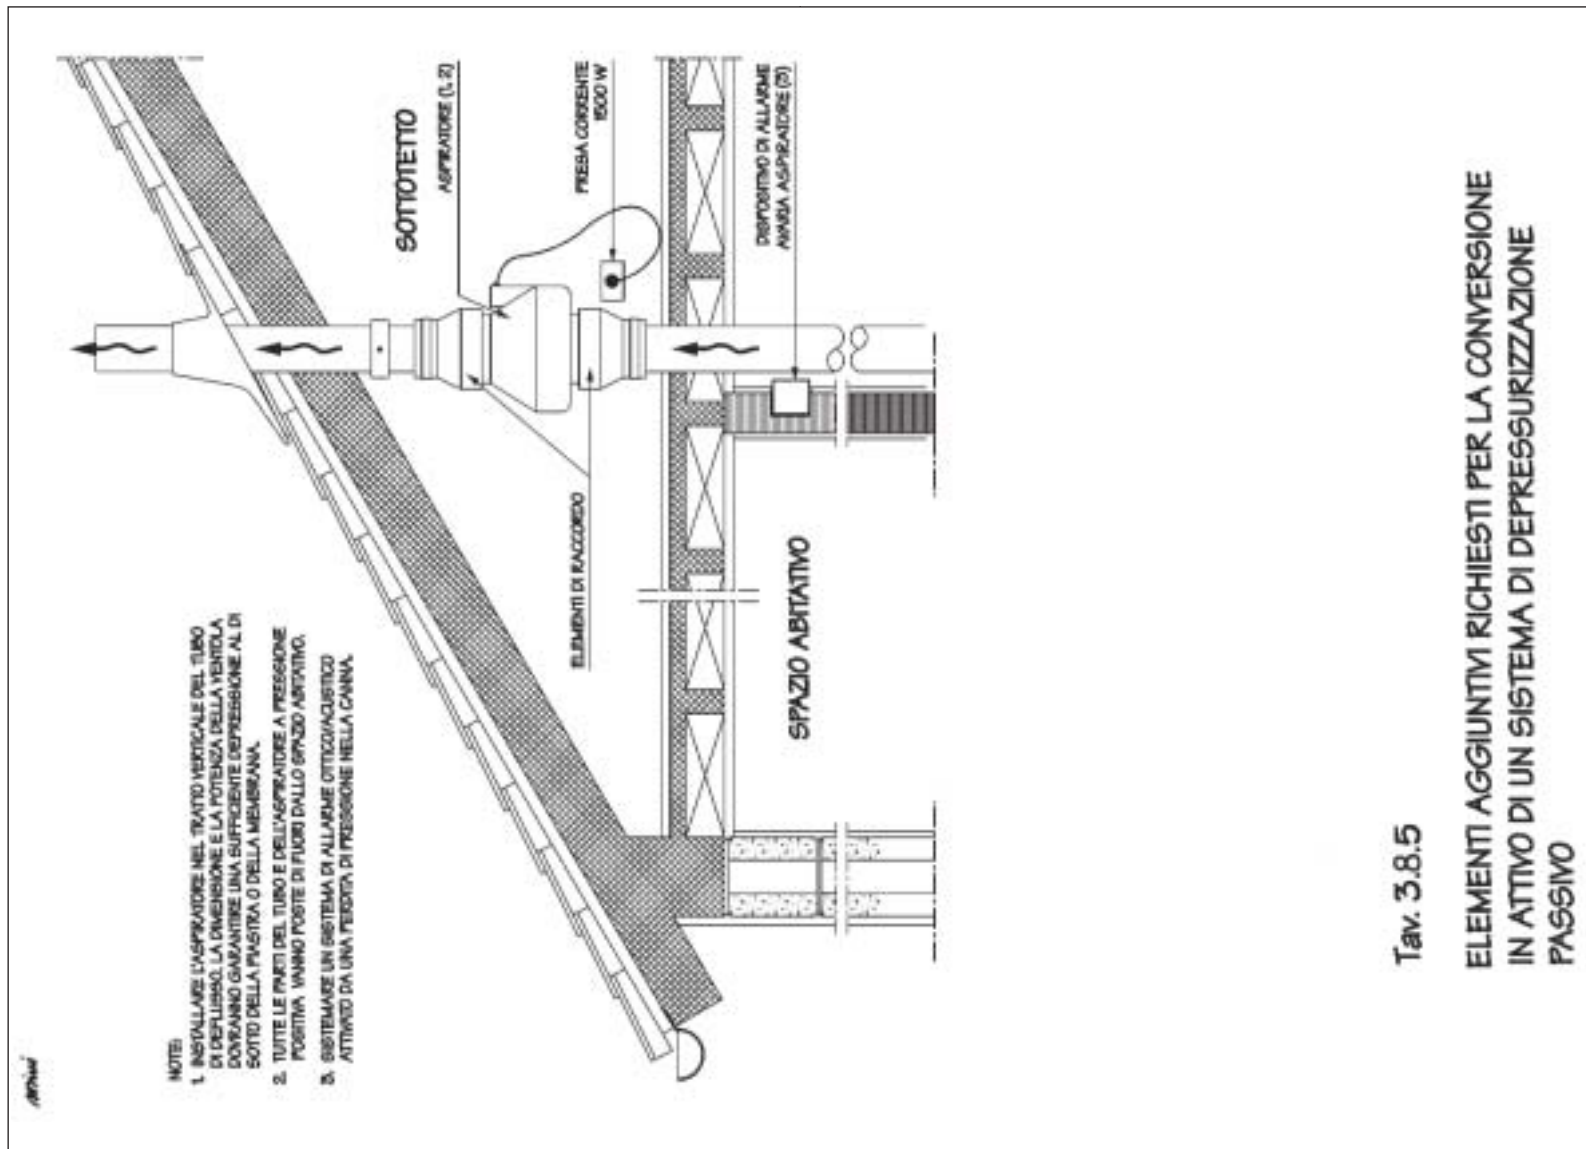 NOTE:
1. INSTALLARE L'ASPIRATORE NEL TRATTO VERTICALE DEL TUBO
DI DEFLUSSO. LA DIMENSIONE E LA POTENZA DELLA VENTOLA
DOVRANNO GARANTIRE UNA SUFFICIENTE DEPRESSIONE AL DI
SOTTO DELLA PIASTRA O DELLA MEMBRANA.
2. TUTTE LE PARTI DEL TUBO E DELL'ASPIRATORE A PRESSIONE
POSITIVA VANNO POSTE DI FUORI DALLO SPAZIO ABITATIVO.
3. SISTEMARE UN SISTEMA DI ALLARME OTTICO/ACUSTICO
ATTIVATO DA UNA PERDITA DI PRESSIONE NELLA CANNA.
SOTTOTETTO
ASPIRATORE (1, 2)
PRESA CORRENTE
1500 W
ELEMENTI DI RACCORDO
DISPOSITIVO DI ALLARME
AVARIA ASPIRATORE (3)
SPAZIO ABITATIVO
Tav. 3.8.5
ELEMENTI AGGIUNTIVI RICHIESTI PER LA CONVERSIONE
IN ATTIVO DI UN SISTEMA DI DEPRESSURIZZAZIONE
PASSIVO